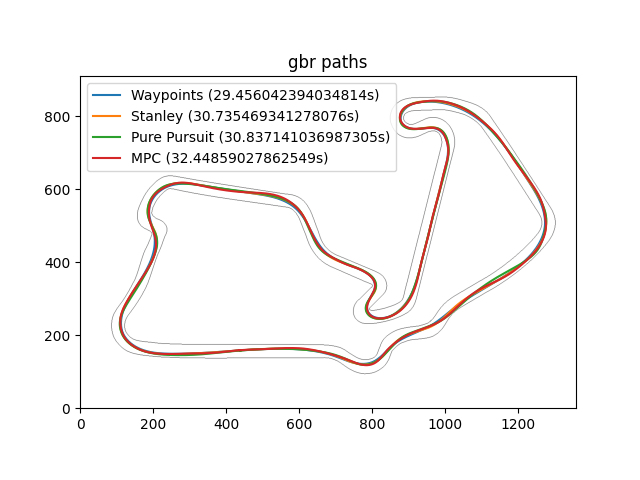 gbr paths
Waypoints (29.456042394034814s)
Stanley (30.735469341278076s)
Pure Pursuit (30.837141036987305s)
MPC (32.44859027862549s)
800
600
400
200
0
0 200 400 600 800 1000 1200